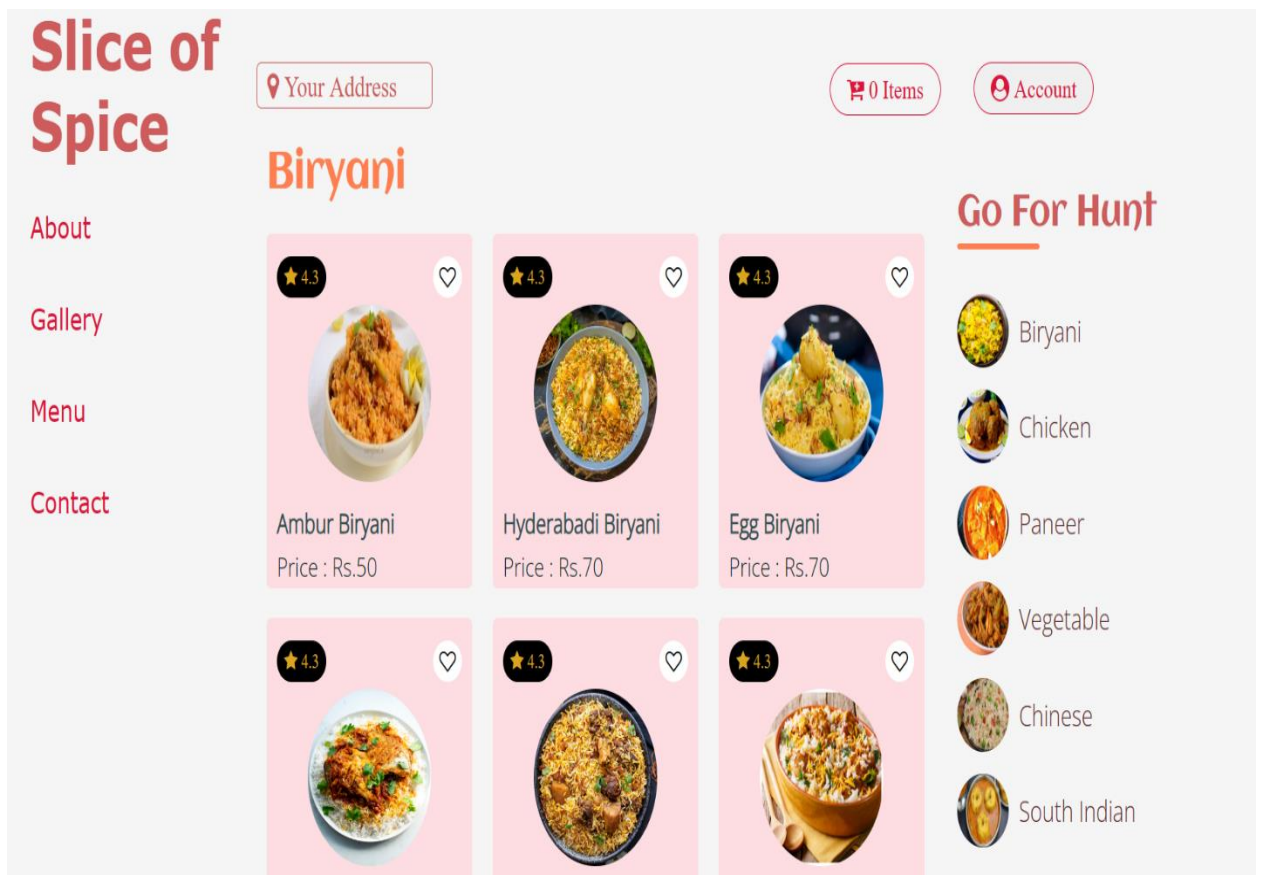 Slice of
Spice
Your Address
0 Items
Account
About
Gallery
Menu
Contact
Biryani
4.3
4.3
4.3
Ambur Biryani
Price : Rs.50
Hyderabadi Biryani
Price : Rs.70
Egg Biryani
Price : Rs.70
4.3
4.3
4.3
Go For Hunt
Biryani
Chicken
Paneer
Vegetable
Chinese
South Indian